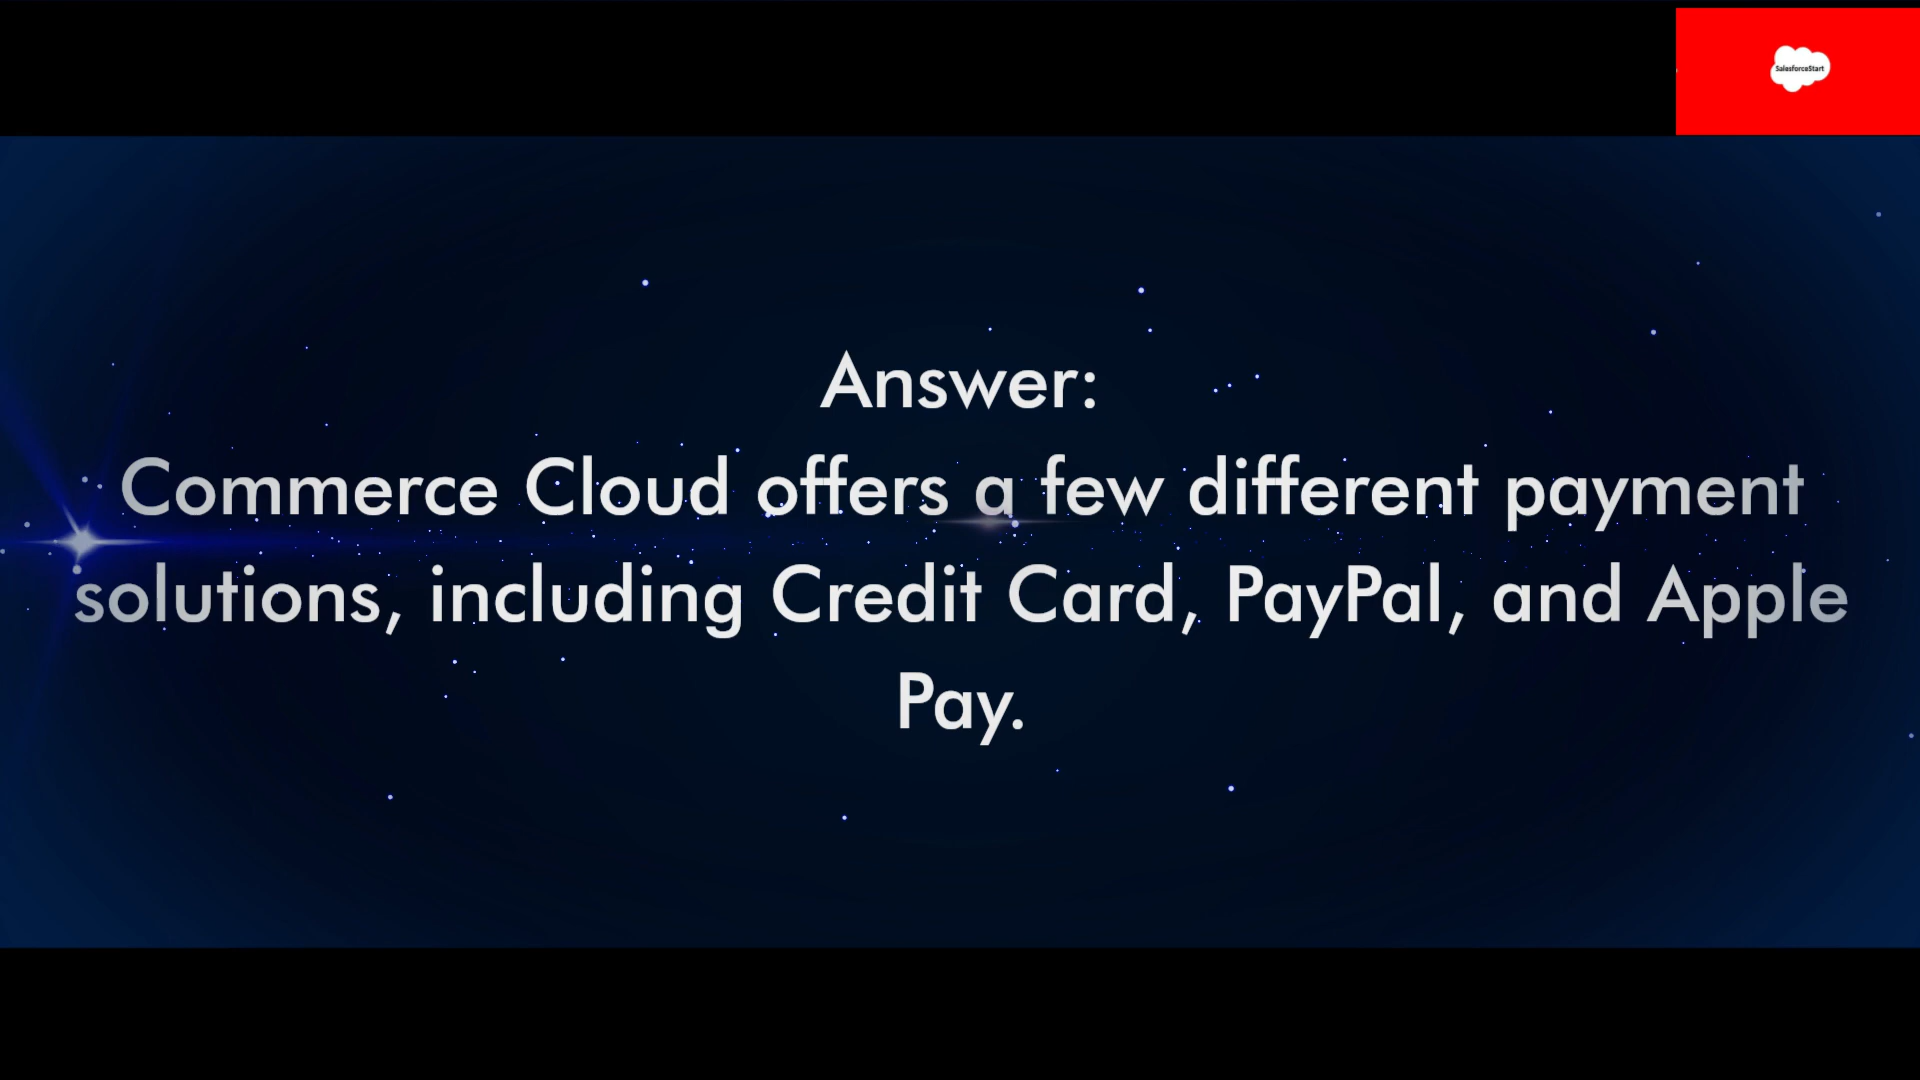 SalesforceStart
Answer:
Commerce Cloud offers a few different payment
solutions, including Credit Card, PayPal, and Apple
Pay.